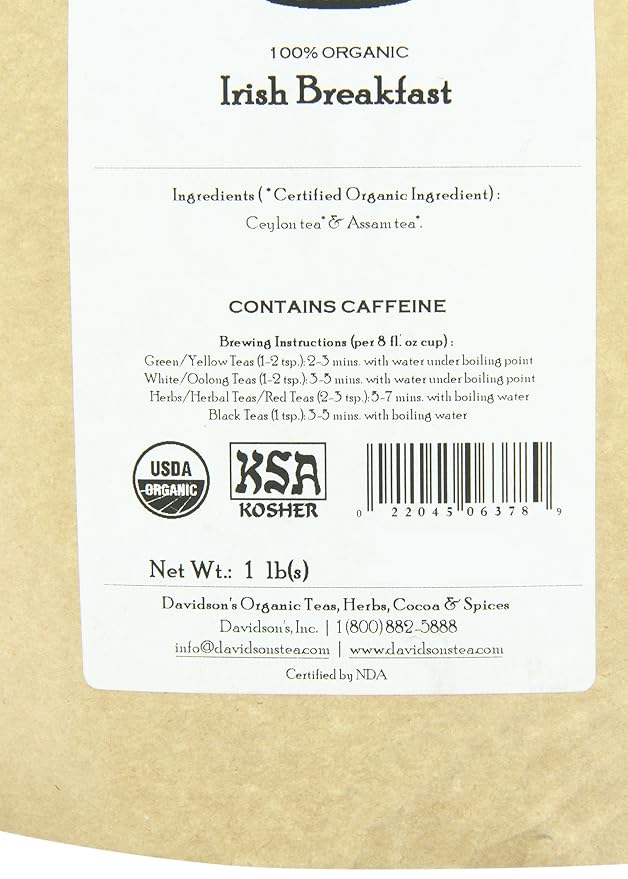 100% ORGANIC
Irish Breakfast
Ingredients ( *Certified Organic Ingredient) :
Ceylon tea* & Assam tea*.
CONTAINS CAFFEINE
Brewing Instructions (per 8 fl. oz cup) :
Green/Yellow Teas (1-2 tsp.): 2-3 mins. with water under boiling point
White/Oolong Teas (1-2 tsp.): 3-5 mins. with water under boiling point
Herbs/Herbal Teas/Red Teas (2-3 tsp.): 5-7 mins. with boiling water
Black Teas (1 tsp.): 3-5 mins. with boiling water
USDA
ORGANIC
KSA
KOSHER
0 22045 06378 9
Net Wt.: 1 lb(s)
Davidson's Organic Teas, Herbs, Cocoa & Spices
Davidson's, Inc. | 1 (800) 882-5888
info@davidsonstea.com | www.davidsonstea.com
Certified by NDA